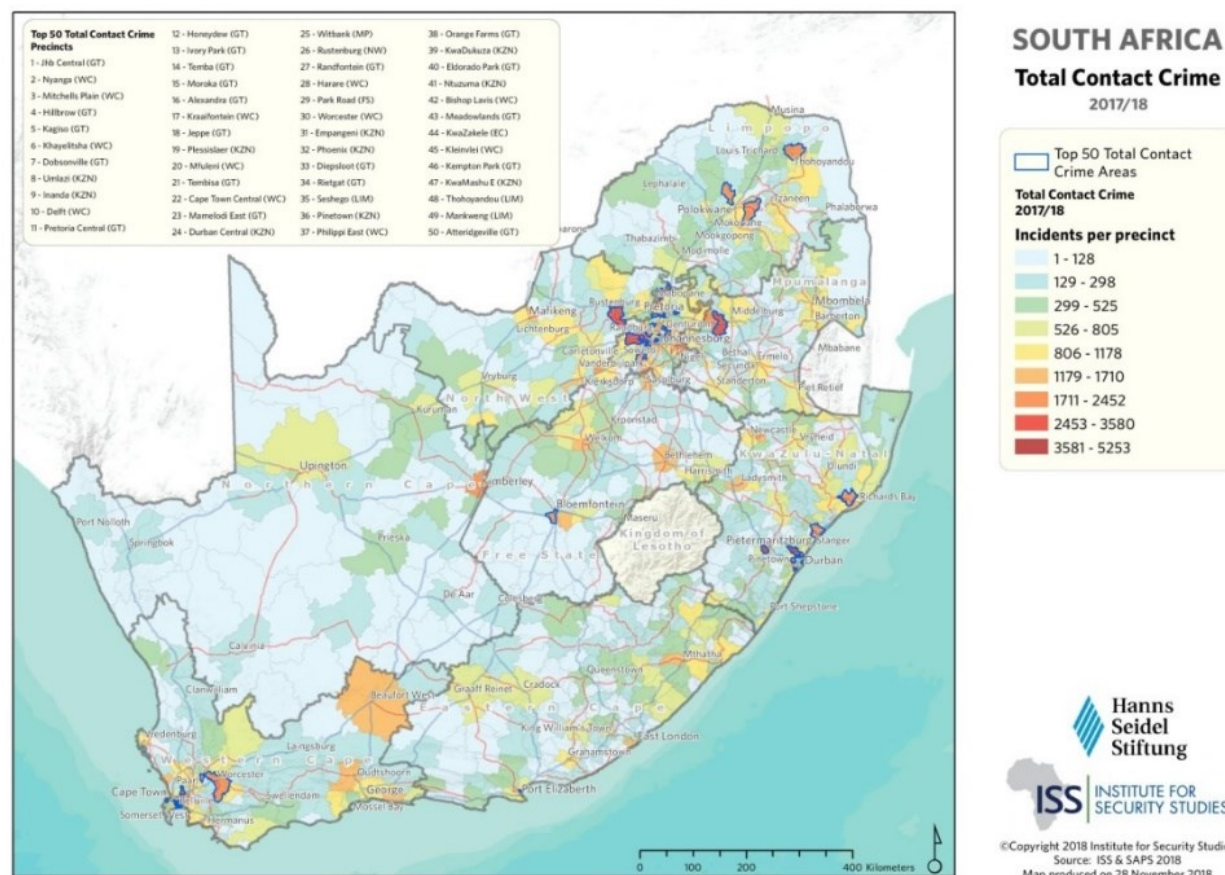 Top 50 Total Contact Crime
Precincts
1 - Jhb Central (GT)
2 - Nyanga (WC)
3 - Mitchells Plain (WC)
4 - Hillbrow (GT)
5 - Kagiso (GT)
6 - Khayelitsha (WC)
7 - Dobsonville (GT)
8 - Umlazi (KZN)
9 - Inanda (KZN)
10 - Delft (WC)
11 - Pretoria Central (GT)
12 - Honeydew (GT)
13 - Ivory Park (GT)
14 - Temba (GT)
15 - Moroka (GT)
16 - Alexandra (GT)
17 - Kraaifontein (WC)
18 - Jeppe (GT)
19 - Plessislaer (KZN)
20 - Mfuleni (WC)
21 - Tembisa (GT)
22 - Cape Town Central (WC)
23 - Mamelodi East (GT)
24 - Durban Central (KZN)
25 - Witbank (MP)
26 - Rustenburg (NW)
27 - Randfontein (GT)
28 - Harare (WC)
29 - Park Road (FS)
30 - Worcester (WC)
31 - Empangeni (KZN)
32 - Phoenix (KZN)
33 - Diepsloot (GT)
34 - Rietgat (GT)
35 - Seshego (LIM)
36 - Pinetown (KZN)
37 - Philippi East (WC)
38 - Orange Farms (GT)
39 - KwaDukuza (KZN)
40 - Eldorado Park (GT)
41 - Ntuzuma (KZN)
42 - Bishop Lavis (WC)
43 - Meadowlands (GT)
44 - KwaZakele (EC)
45 - Kleinvlei (WC)
46 - Kempton Park (GT)
47 - KwaMashu E (KZN)
48 - Thohoyandou (LIM)
49 - Mankweng (LIM)
50 - Atteridgeville (GT)
SOUTH AFRICA
Total Contact Crime
2017/18
Top 50 Total Contact
Crime Areas
Total Contact Crime
2017/18
Incidents per precinct
1 - 128
129 - 298
299 - 525
526 - 805
806 - 1178
1179 - 1710
1711 - 2452
2453 - 3580
3581 - 5253
Musina
Limpopo
Louis Trichard
Thohoyandou
Lephalale
Polokwane
Tzaneen
Phalaborwa
Mokopane
Mookgopong
Thabazimbi
Modimolle
Mpumalanga
Rustenburg
Pretoria
Mbombela
Middelburg
Barberton
Mafikeng
Lichtenburg
Johannesburg
Carletonville
Vanderbijlpark
Bethal
Ermelo
Mbabane
Secunda
Standerton
Klerksdorp
Sasolburg
Piet Retief
Vryburg
North West
Kuruman
Kroonstad
Welkom
Newcastle
Vryheid
KwaZulu-Natal
Bethlehem
Harrismith
Ulundi
Ladysmith
Upington
Northern Cape
Kimberley
Bloemfontein
Richards Bay
Maseru
Kingdom of
Lesotho
Port Nolloth
Springbok
Prieska
Free State
Pietermaritzburg
Stanger
Pinetown
Durban
De Aar
Colesberg
Port Shepstone
Calvinia
Mthatha
Queenstown
Clanwilliam
Beaufort West
Graaff Reinet
Cradock
Eastern Cape
King William's Town
East London
Vredenburg
Laingsburg
Grahamstown
Western Cape
Oudtshoorn
Paarl
Worcester
George
Port Elizabeth
Cape Town
Swellendam
Mossel Bay
Somerset West
Hermanus
0 100 200 400 Kilometers
Hanns
Seidel
Stiftung
ISS INSTITUTE FOR
SECURITY STUDIES
©Copyright 2018 Institute for Security Studi
Source: ISS & SAPS 2018
Map produced on 28 November 2018